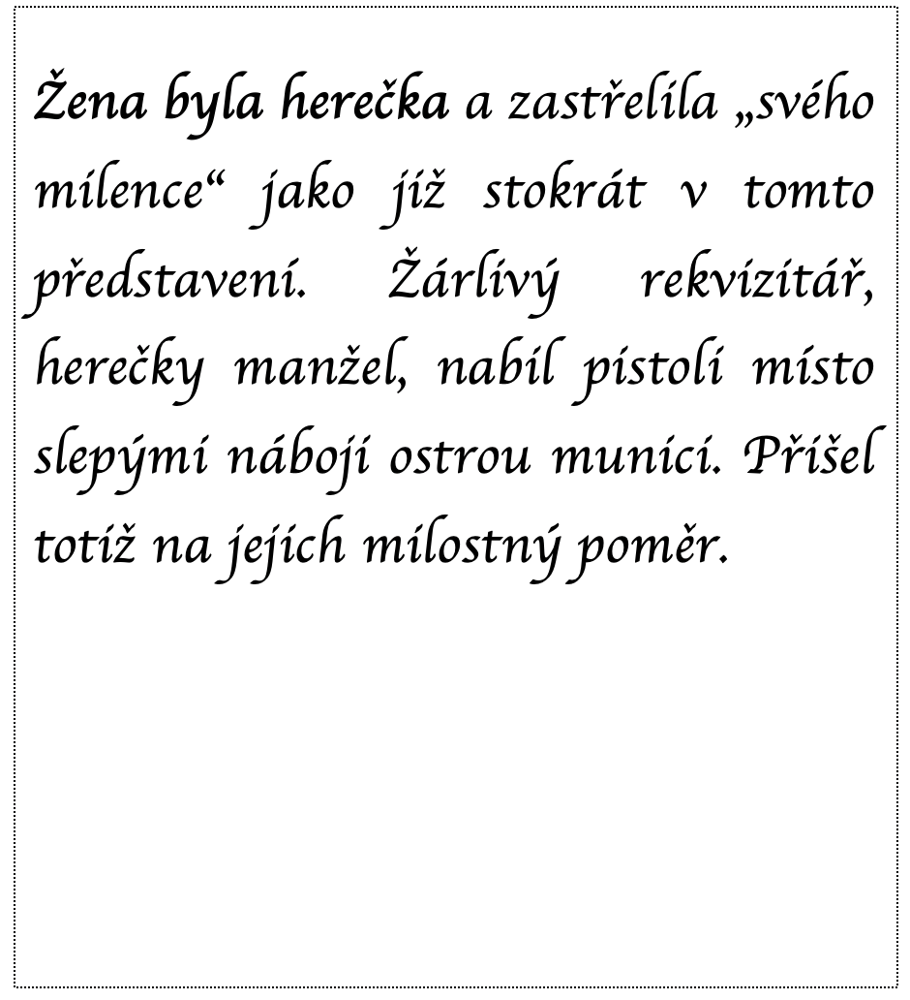 Žena byla herečka a zastřelila „svého
milence“ jako již stokrát v tomto
představení. Žárlivý rekvizitář,
herečky manžel, nabil pistoli místo
slepými náboji ostrou municí. Přišel
totiž na jejich milostný poměr.